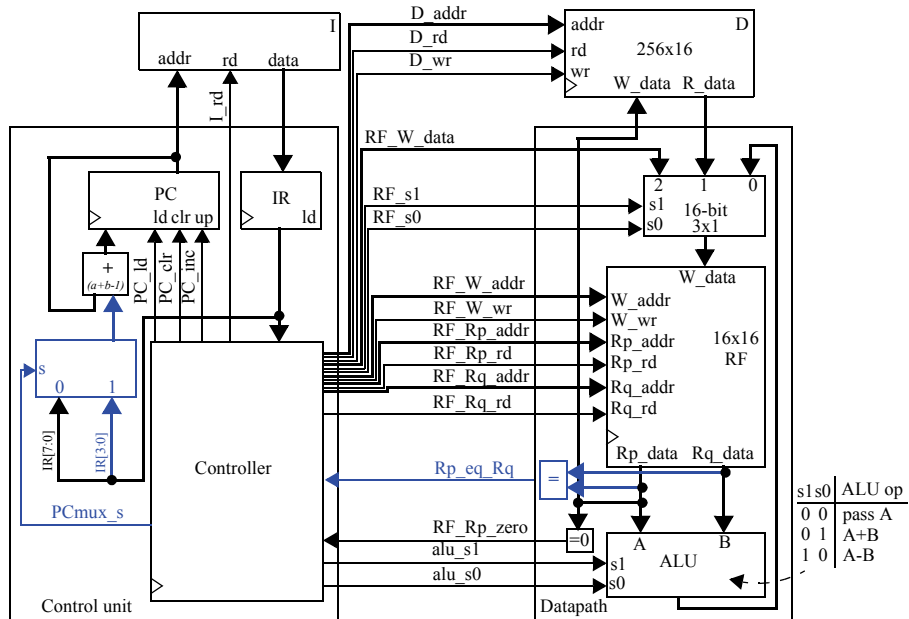 I
addr rd data
I_rd
D_addr
D_rd
D_wr
D
addr
rd
wr
256x16
W_data R_data
PC
ld clr up
IR
ld
+
(a+b-1)
PC_ld
PC_clr
PC_inc
s
0 1
IR[7:0]
IR[3:0]
PCmux_s
Controller
Control unit
RF_W_data
RF_s1
RF_s0
RF_W_addr
RF_W_wr
RF_Rp_addr
RF_Rp_rd
RF_Rq_addr
RF_Rq_rd
Rp_eq_Rq
RF_Rp_zero
alu_s1
alu_s0
2 1 0
s1
s0
16-bit
3x1
W_data
W_addr
W_wr
Rp_addr
Rp_rd
Rq_addr
Rq_rd
16x16
RF
Rp_data Rq_data
=
=0
A B
s1
s0
ALU
Datapath
s1s0 ALU op
0 0 pass A
0 1 A+B
1 0 A-B